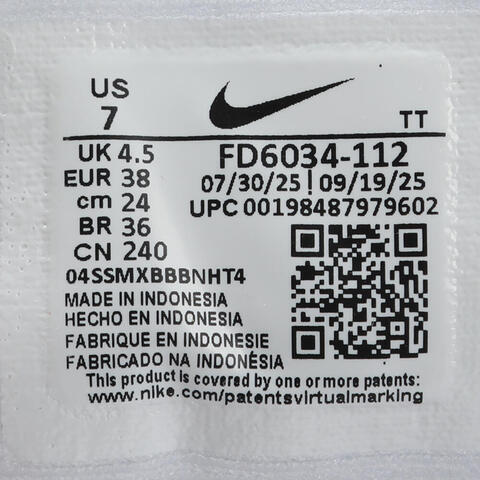 US
7
TT
UK 4.5
EUR 38
cm 24
BR 36
CN 240
FD6034-112
07/30/25 | 09/19/25
UPC 00198487979602
04SSMXBBBNHT4
MADE IN INDONESIA
HECHO EN INDONESIA
FABRIQUE EN INDONESIE
FABRICADO NA INDONÉSIA
This product is covered by one or more patents:
www.nike.com/patentsvirtualmarking